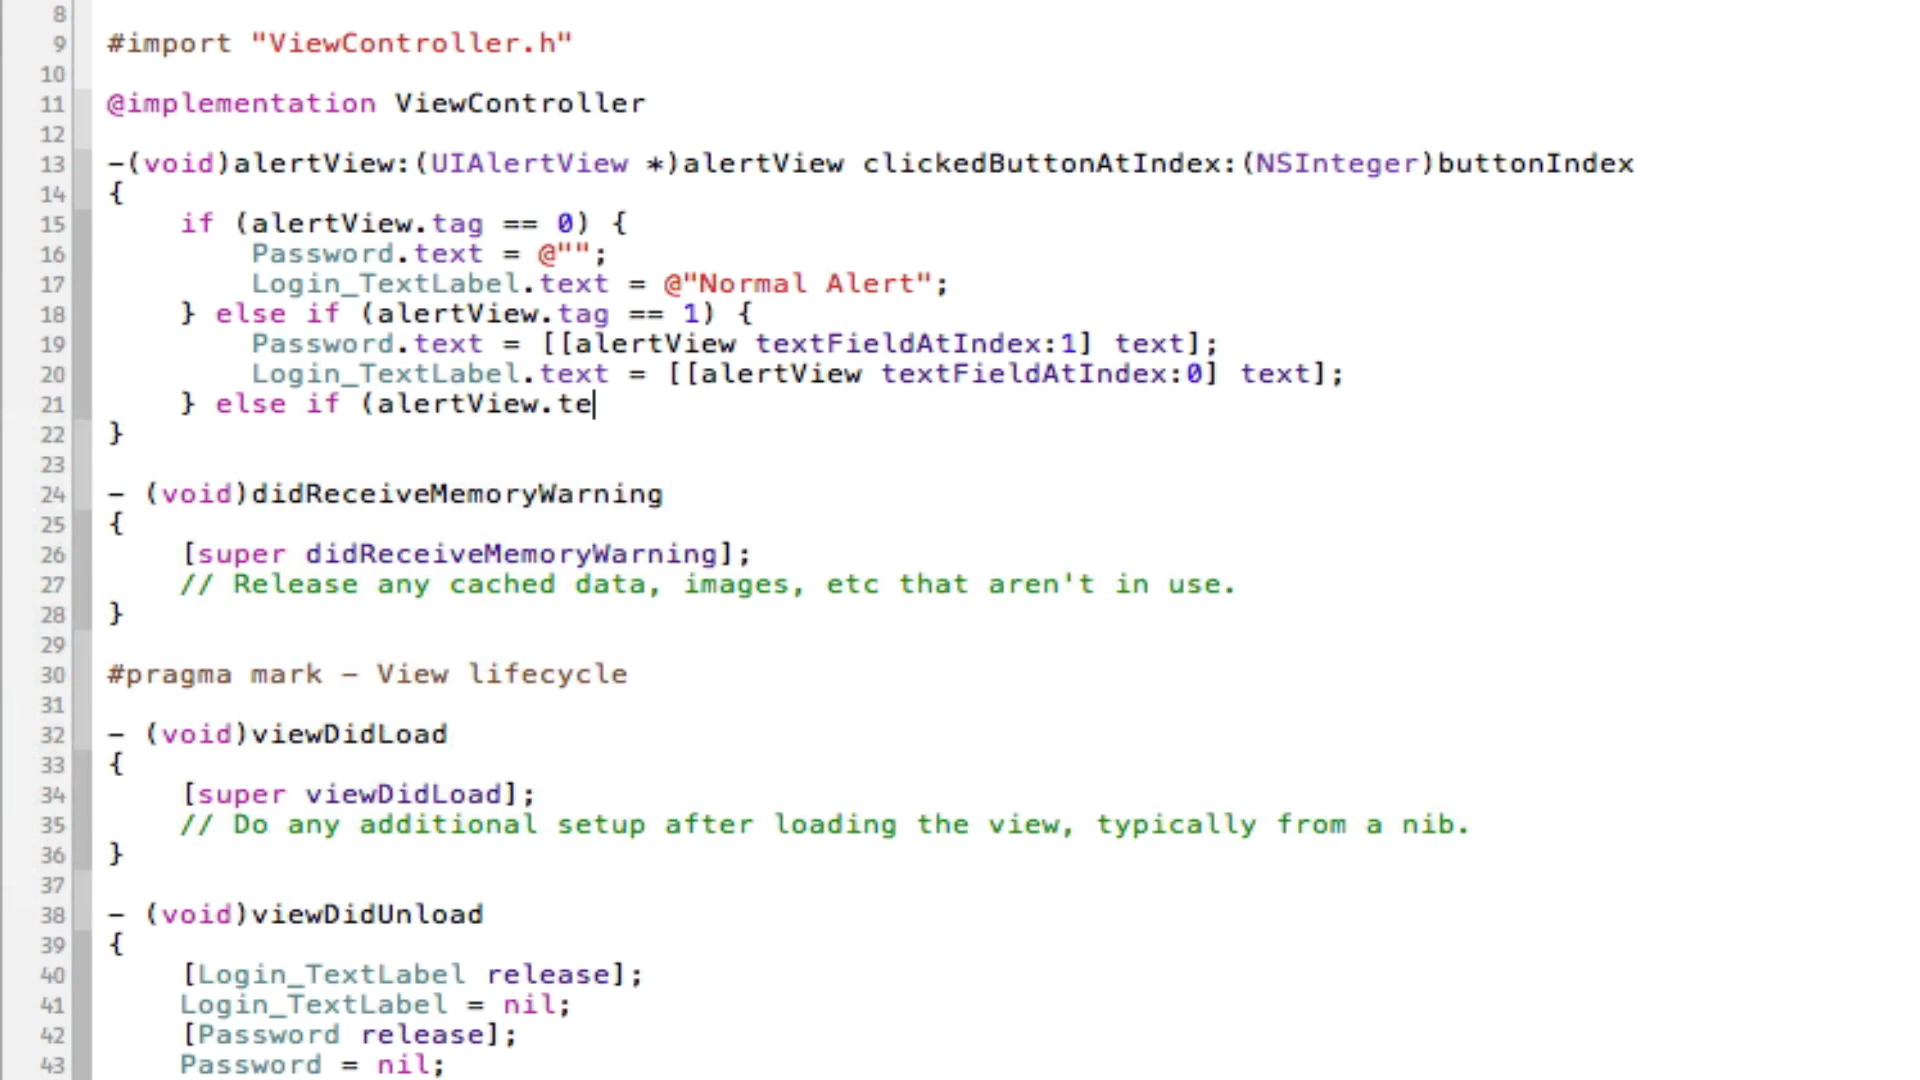 8
9 #import "ViewController.h"
10
11 @implementation ViewController
12
13 -(void)alertView:(UIAlertView *)alertView clickedButtonAtIndex:(NSInteger)buttonIndex
14 {
15     if (alertView.tag == 0) {
16         Password.text = @"";
17         Login_TextLabel.text = @"Normal Alert";
18     } else if (alertView.tag == 1) {
19         Password.text = [[alertView textFieldAtIndex:1] text];
20         Login_TextLabel.text = [[alertView textFieldAtIndex:0] text];
21     } else if (alertView.te
22 }
23
24 - (void)didReceiveMemoryWarning
25 {
26     [super didReceiveMemoryWarning];
27     // Release any cached data, images, etc that aren't in use.
28 }
29
30 #pragma mark - View lifecycle
31
32 - (void)viewDidLoad
33 {
34     [super viewDidLoad];
35     // Do any additional setup after loading the view, typically from a nib.
36 }
37
38 - (void)viewDidUnload
39 {
40     [Login_TextLabel release];
41     Login_TextLabel = nil;
42     [Password release];
43     Password = nil;